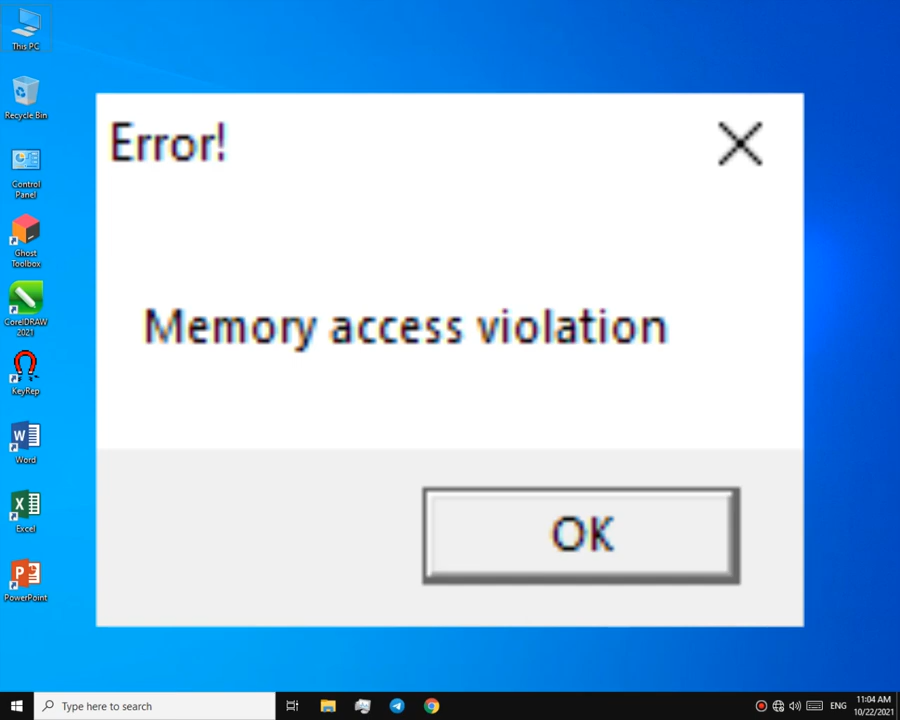 This PC
Recycle Bin
Control
Panel
Ghost
Toolbox
CorelDRAW
2021
KeyRep
Word
Excel
PowerPoint
Error!
Memory access violation
OK
Type here to search
ENG
11:04 AM
10/22/2021